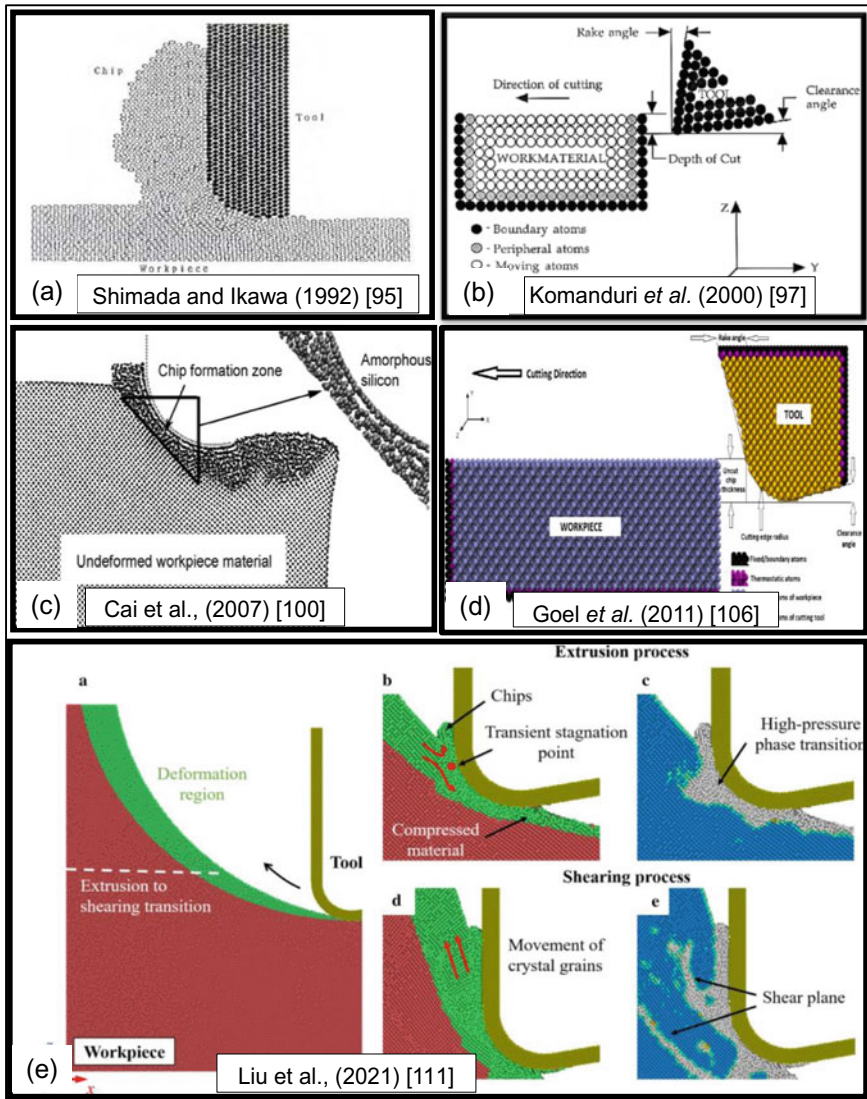 Chip
Tool
Workpiece
(a)
Shimada and Ikawa (1992) [95]
Rake angle
Direction of cutting
TOOL
Clearance
angle
WORKMATERIAL
Depth of Cut
- Boundary atoms
- Peripheral atoms
- Moving atoms
Z
Y
(b)
Komanduri et al. (2000) [97]
Chip formation zone
Amorphous
silicon
Undeformed workpiece material
(c)
Cai et al., (2007) [100]
Rake angle
Cutting Direction
Y
X
Z
TOOL
Uncut
chip
thickness
WORKPIECE
Cutting edge radius
Clearance
angle
Fixed/boundary atoms
Thermostatic atoms
of workpiece
of cutting tool
(d)
Goel et al. (2011) [106]
Extrusion process
a
b
c
Chips
Transient stagnation
point
High-pressure
phase transition
Deformation
region
Compressed
material
Tool
Extrusion to
shearing transition
Shearing process
d
e
Movement of
crystal grains
Shear plane
Workpiece
x
(e)
Liu et al., (2021) [111]